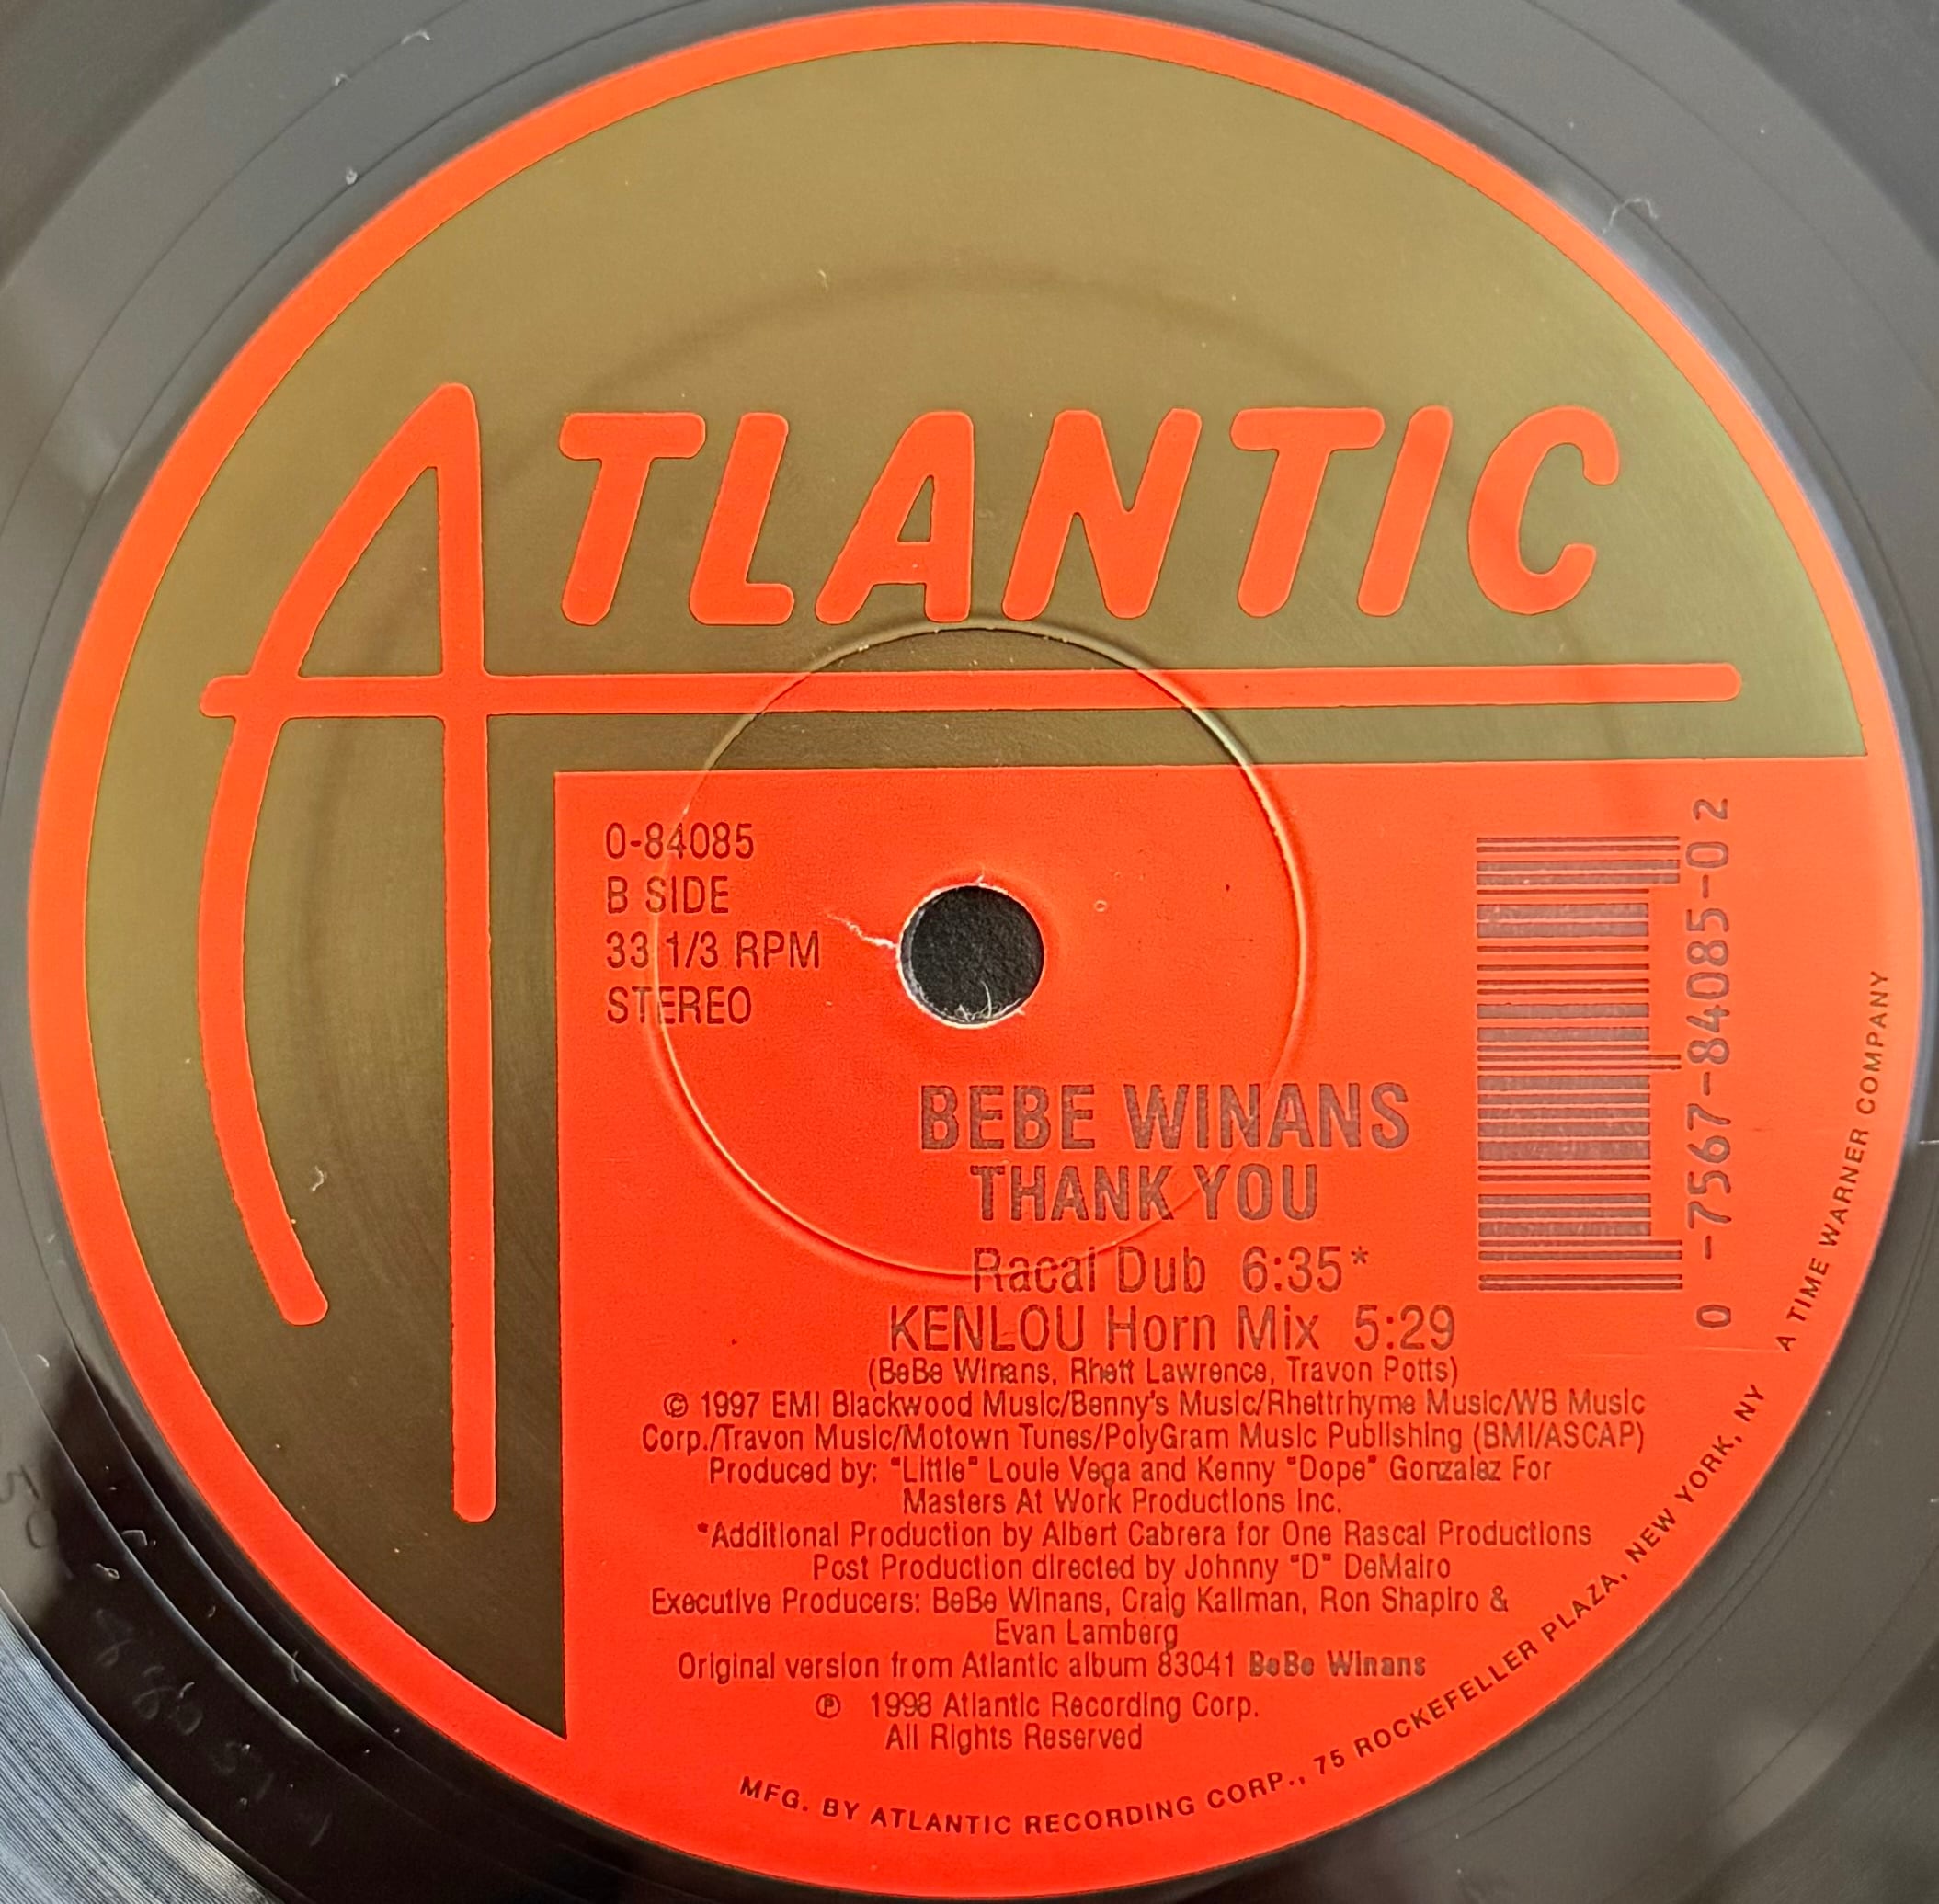 ATLANTIC
0-84085
B SIDE
33 1/3 RPM
STEREO
0-7567-84085-0 2
BEBE WINANS
THANK YOU
Racal Dub 6:35*
KENLOU Horn Mix 5:29
(BeBe Winans, Rhett Lawrence, Travon Potts)
© 1997 EMI Blackwood Music/Benny's Music/Rhettrhyme Music/WB Music
Corp./Travon Music/Motown Tunes/PolyGram Music Publishing (BMI/ASCAP)
Produced by: "Little" Louie Vega and Kenny "Dope" Gonzalez For
Masters At Work Productions Inc.
*Additional Production by Albert Cabrera for One Rascal Productions
Post Production directed by Johnny "D" DeMairo
Executive Producers: BeBe Winans, Craig Kallman, Ron Shapiro &
Evan Lamberg
Original version from Atlantic album 83041 BeBe Winans
℗ 1998 Atlantic Recording Corp.
All Rights Reserved
MFG. BY ATLANTIC RECORDING CORP., 75 ROCKEFELLER PLAZA, NEW YORK, NY A TIME WARNER COMPANY